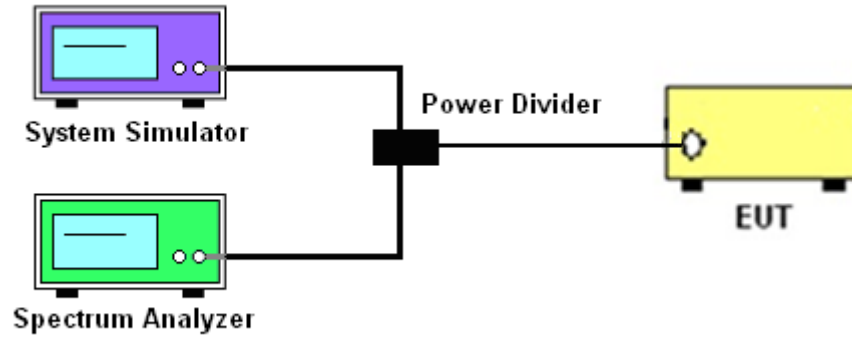 System Simulator
Power Divider
EUT
Spectrum Analyzer